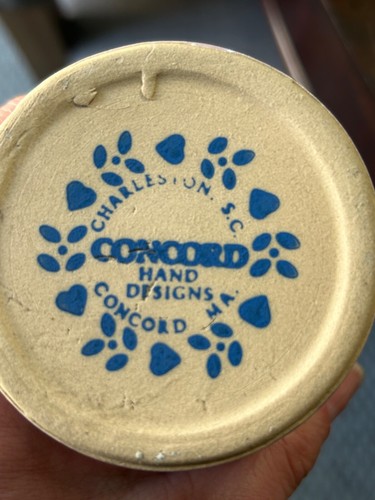 CHARLESTON, S.C.
CONCORD
HAND
DESIGNS
CONCORD MA.